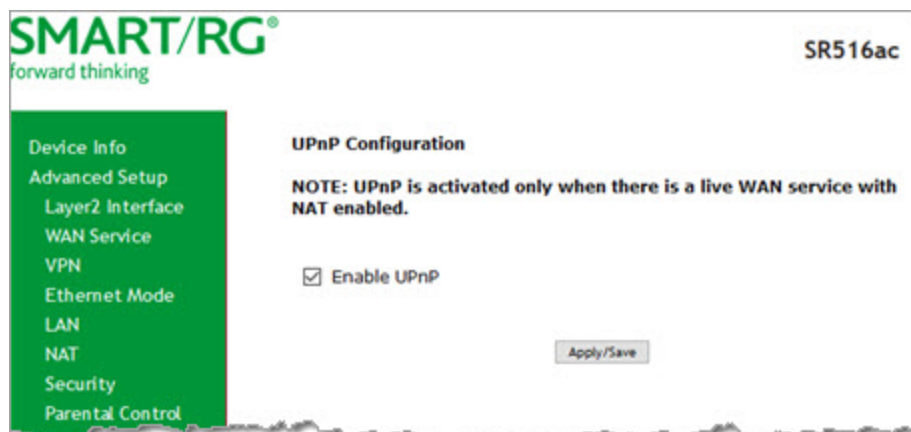 SMART/RG®
forward thinking
SR516ac
Device Info
Advanced Setup
Layer2 Interface
WAN Service
VPN
Ethernet Mode
LAN
NAT
Security
Parental Control
UPnP Configuration
NOTE: UPnP is activated only when there is a live WAN service with
NAT enabled.
Enable UPnP
Apply/Save